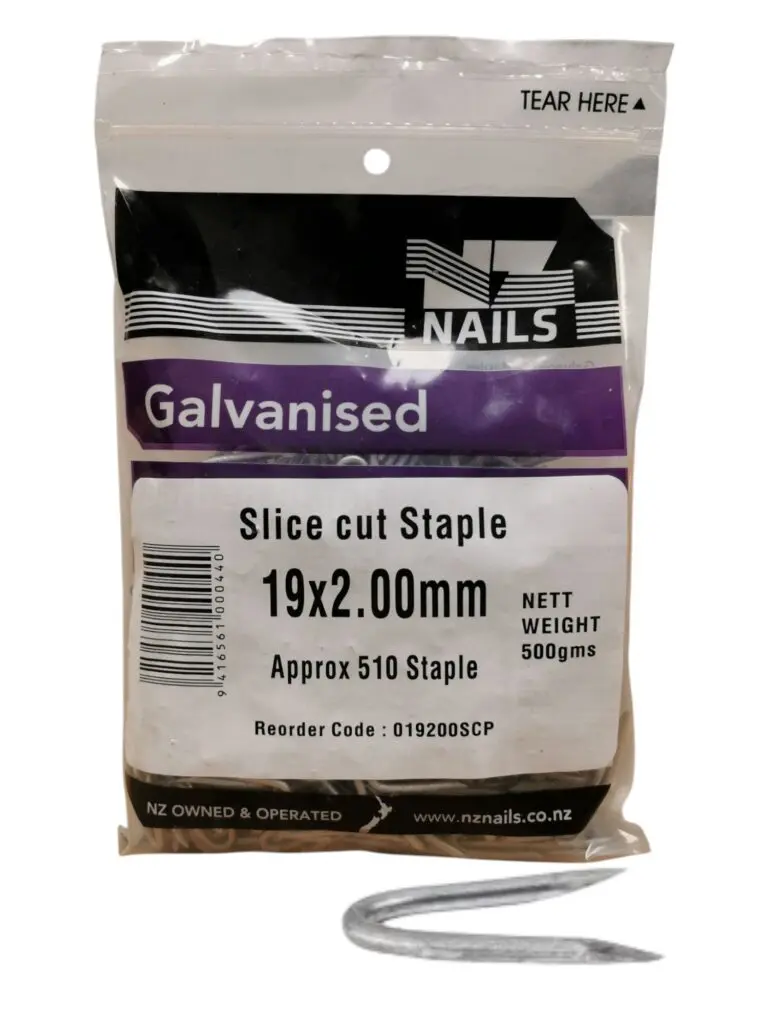 TEAR HERE▲
NZ
NAILS
Galvanised
Slice cut Staple
19x2.00mm
NETT
WEIGHT
500gms
Approx 510 Staple
9 416561 000440
Reorder Code : 019200SCP
NZ OWNED & OPERATED
www.nznails.co.nz